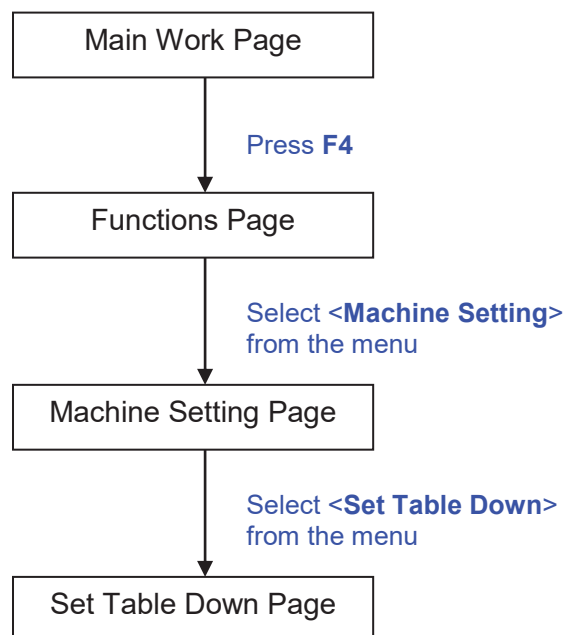 Main Work Page
Press F4
Functions Page
Select <Machine Setting>
from the menu
Machine Setting Page
Select <Set Table Down>
from the menu
Set Table Down Page